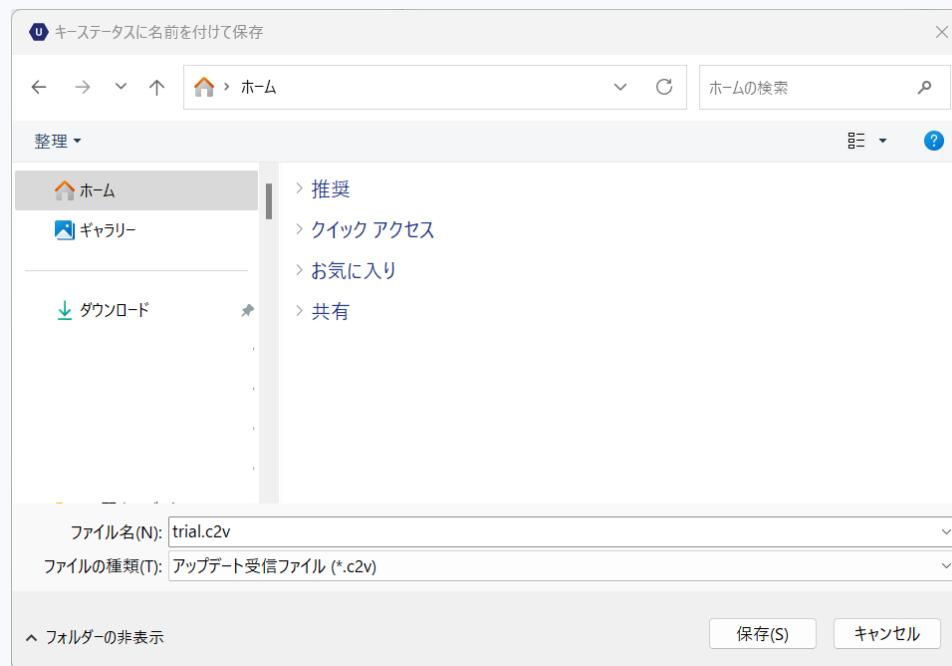 キーステータスに名前を付けて保存
ホーム
ホームの検索
整理
ホーム
ギャラリー
ダウンロード
推奨
クイック アクセス
お気に入り
共有
ファイル名(N): trial.c2v
ファイルの種類(T): アップデート受信ファイル (*.c2v)
フォルダーの非表示
保存(S) キャンセル